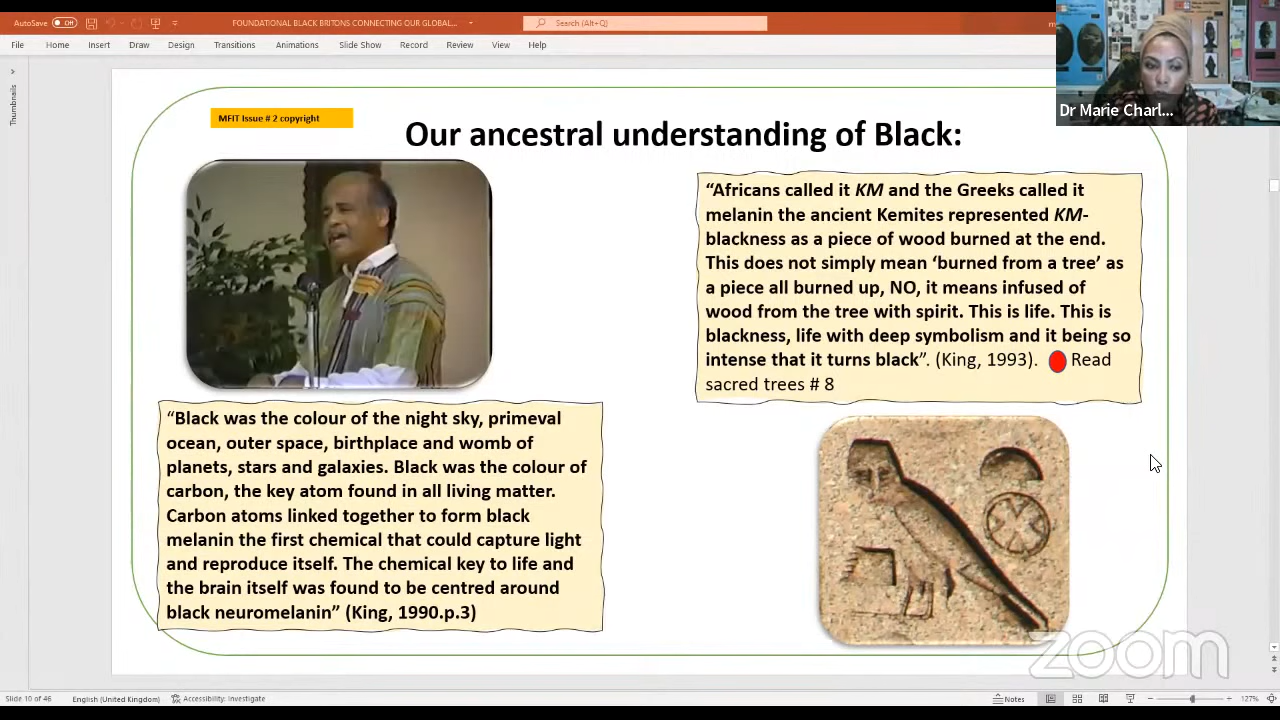 AutoSave Off
FOUNDATIONAL BLACK BRITONS CONNECTING OUR GLOBAL...
Search (Alt+Q)
File Home Insert Draw Design Transitions Animations Slide Show Record Review View Help
Thumbnails
Dr Marie Charl...
MFIT Issue # 2 copyright
Our ancestral understanding of Black:
“Africans called it KM and the Greeks called it
melanin the ancient Kemites represented KM-
blackness as a piece of wood burned at the end.
This does not simply mean ‘burned from a tree’ as
a piece all burned up, NO, it means infused of
wood from the tree with spirit. This is life. This is
blackness, life with deep symbolism and it being so
intense that it turns black”. (King, 1993). Read
sacred trees # 8
“Black was the colour of the night sky, primeval
ocean, outer space, birthplace and womb of
planets, stars and galaxies. Black was the colour of
carbon, the key atom found in all living matter.
Carbon atoms linked together to form black
melanin the first chemical that could capture light
and reproduce itself. The chemical key to life and
the brain itself was found to be centred around
black neuromelanin” (King, 1990.p.3)
zoom
Slide 10 of 46 English (United Kingdom) Accessibility: Investigate Notes 127%